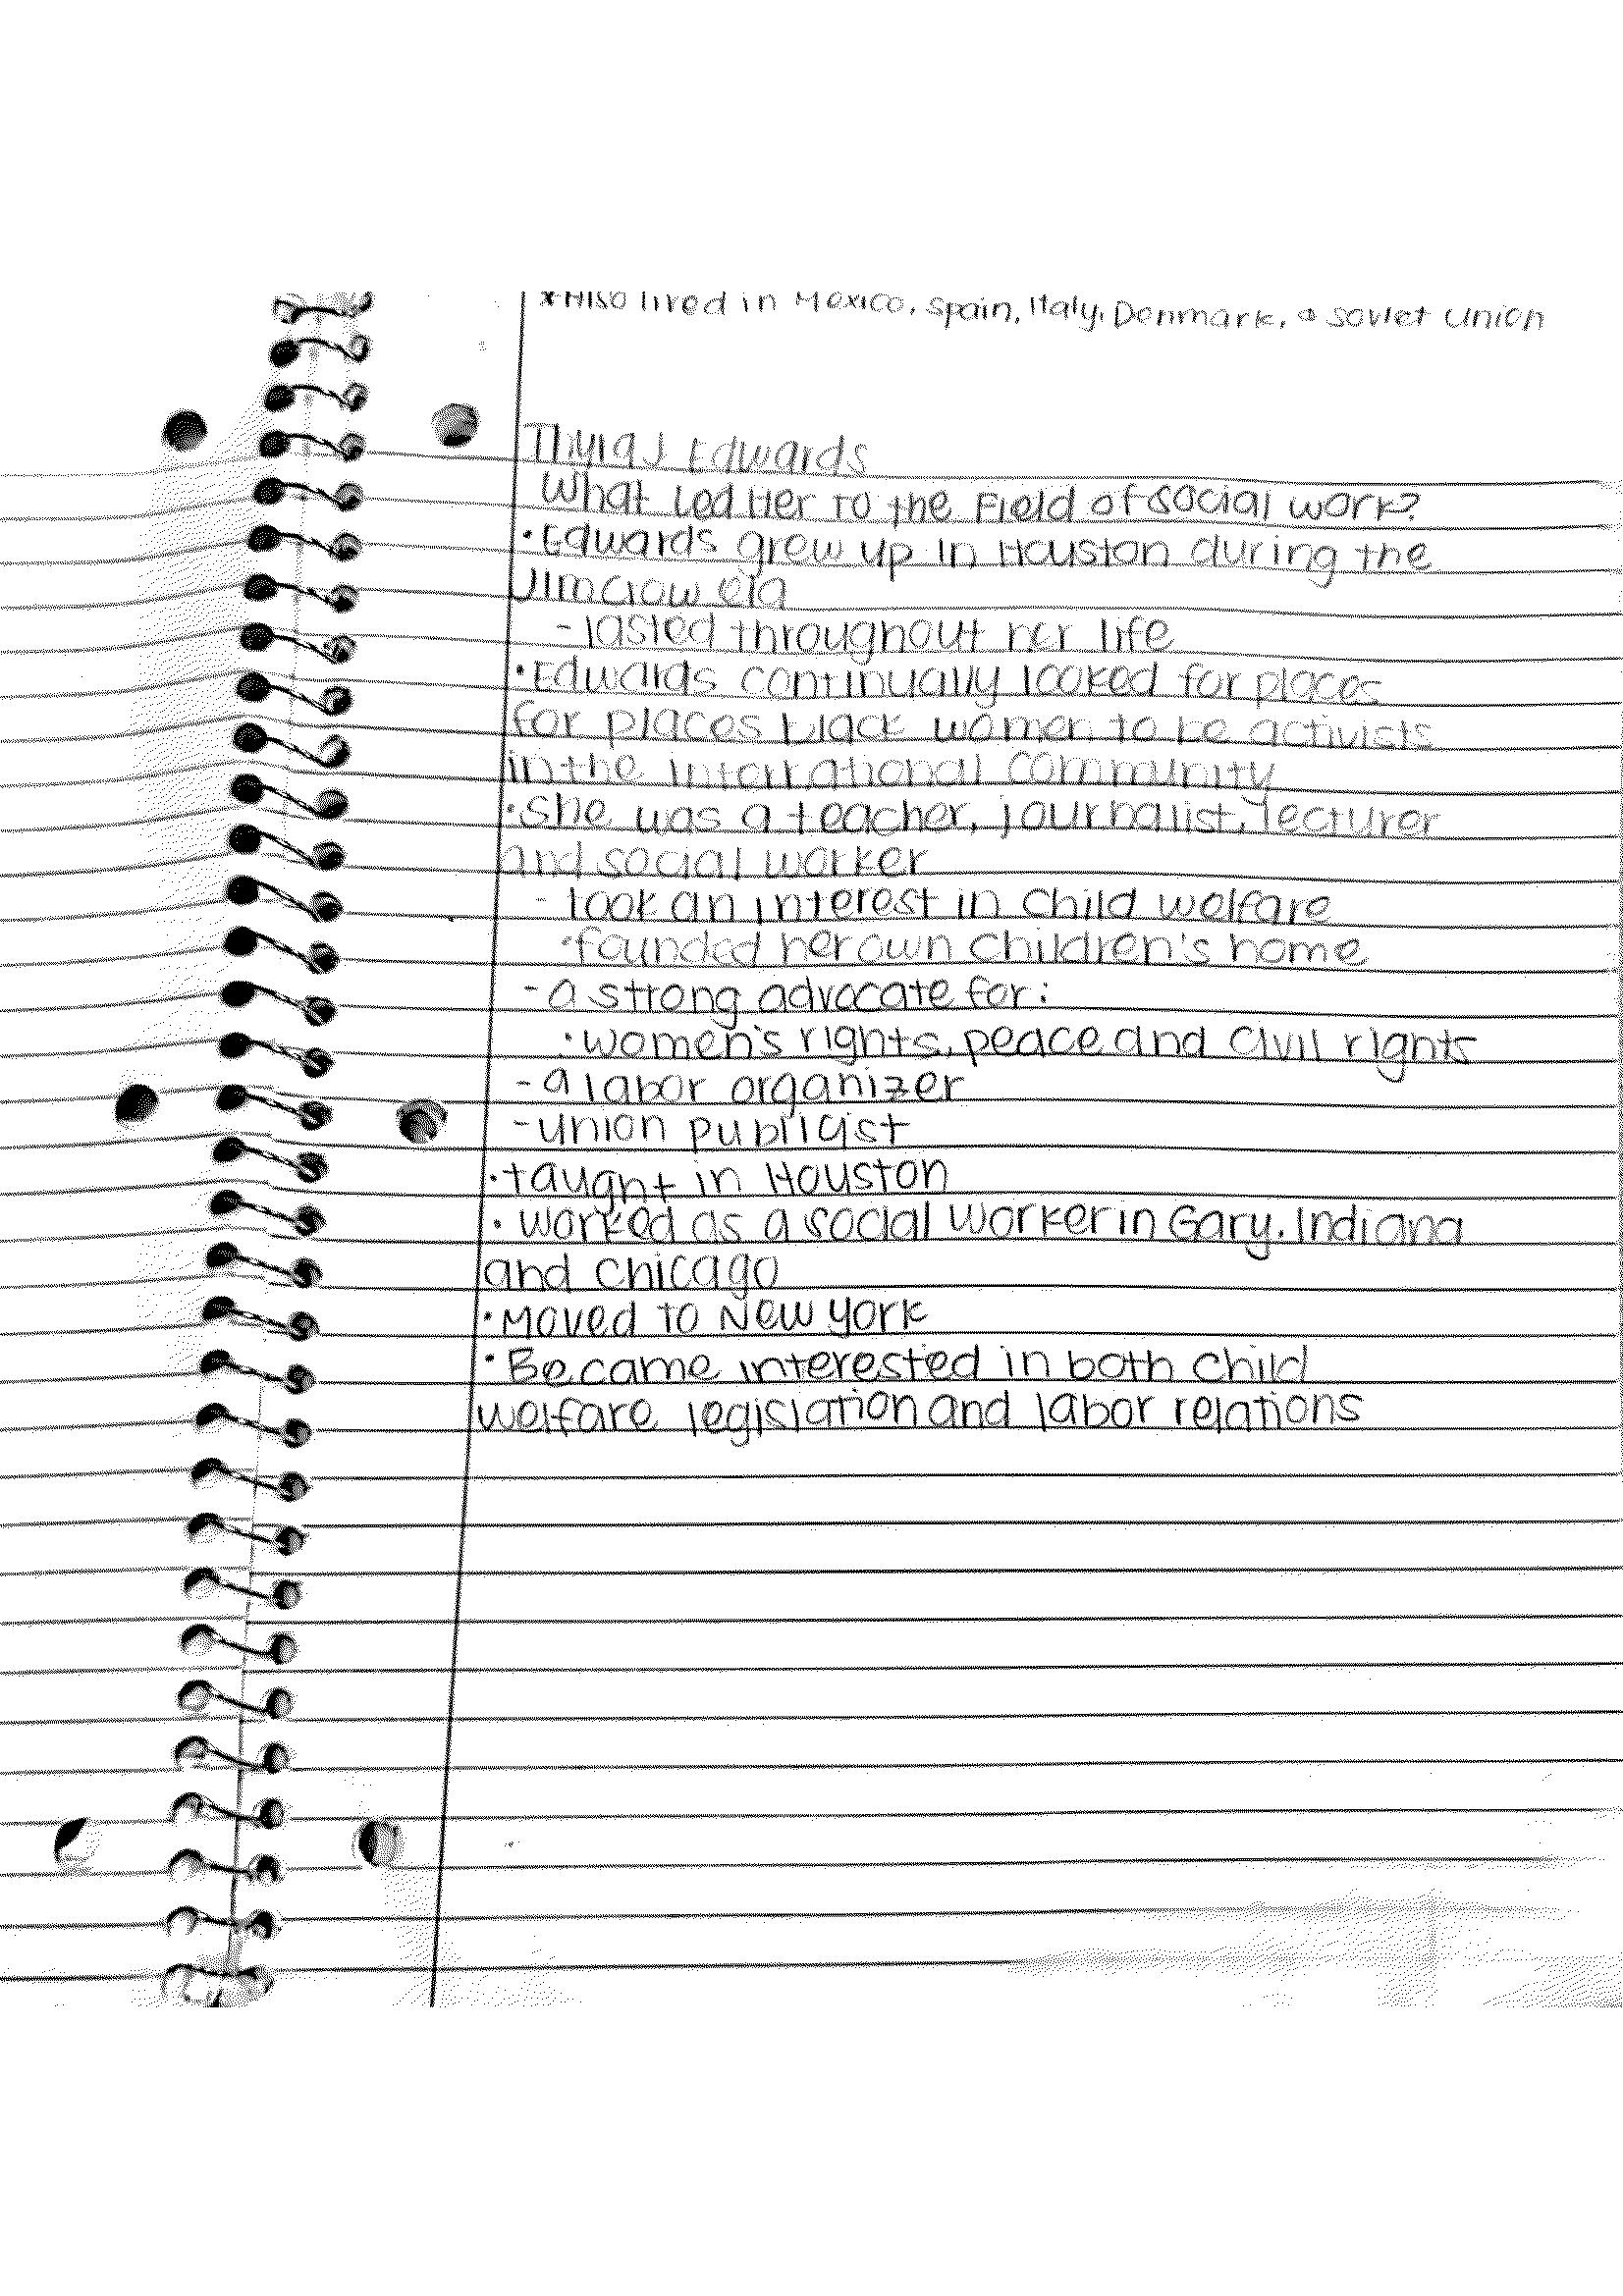 *Also lived in Mexico, Spain, Italy, Denmark, & Soviet Union
Thyra J Edwards
What Led Her to the Field of Social work?
•Edwards grew up in Houston during the
Jim Crow era
-lasted throughout her life
•Edwards continually looked for places
for places black women to be activists
in the International Community
•She was a teacher, journalist, lecturer
and social worker
- took an interest in child welfare
•founded her own children's home
- a strong advocate for:
•women's rights, peace and civil rights
- a labor organizer
- union publicist
•taught in Houston
•worked as a social worker in Gary, Indiana
and Chicago
•Moved to New York
•Became interested in both child
welfare legislation and labor relations